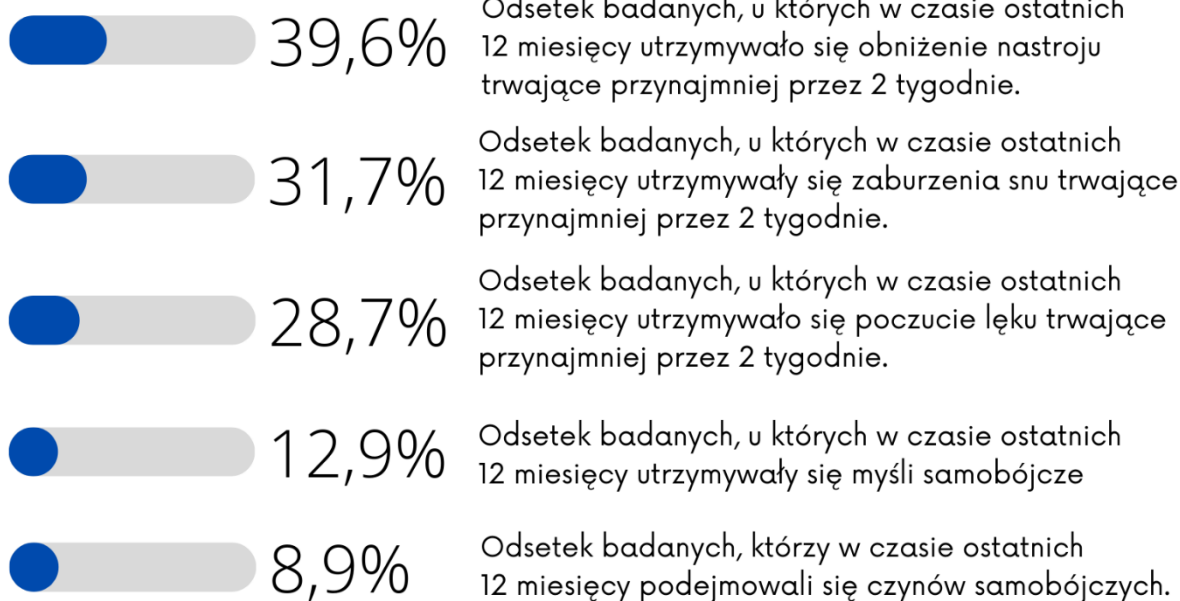 39,6%
Odsetek badanych, u których w czasie ostatnich
12 miesięcy utrzymywało się obniżenie nastroju
trwające przynajmniej przez 2 tygodnie.
31,7%
Odsetek badanych, u których w czasie ostatnich
12 miesięcy utrzymywały się zaburzenia snu trwające
przynajmniej przez 2 tygodnie.
28,7%
Odsetek badanych, u których w czasie ostatnich
12 miesięcy utrzymywało się poczucie lęku trwające
przynajmniej przez 2 tygodnie.
12,9%
Odsetek badanych, u których w czasie ostatnich
12 miesięcy utrzymywały się myśli samobójcze
8,9%
Odsetek badanych, którzy w czasie ostatnich
12 miesięcy podejmowali się czynów samobójczych.